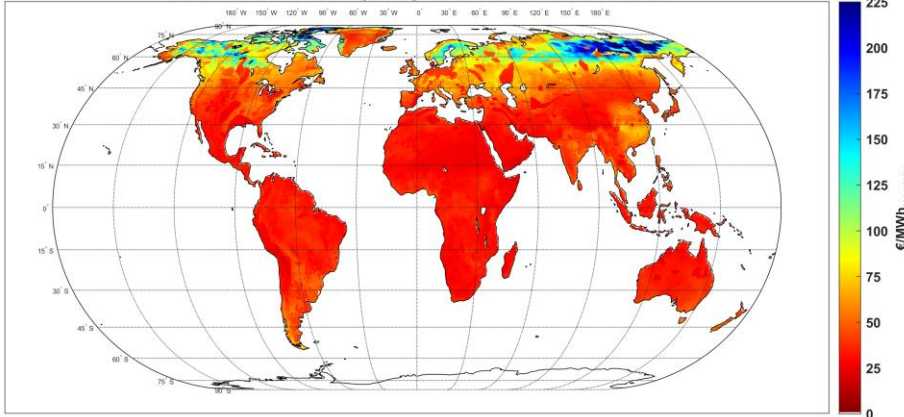 180° W 150° W 120° W 90° W 60° W 30° W 0° 30° E 60° E 90° E 120° E 150° E 180° E
90° N
75° N
60° N
45° N
30° N
15° N
0°
15° S
30° S
45° S
60° S
75° S
90° S
225
200
175
150
125
100
75
50
25
0
€/MWh